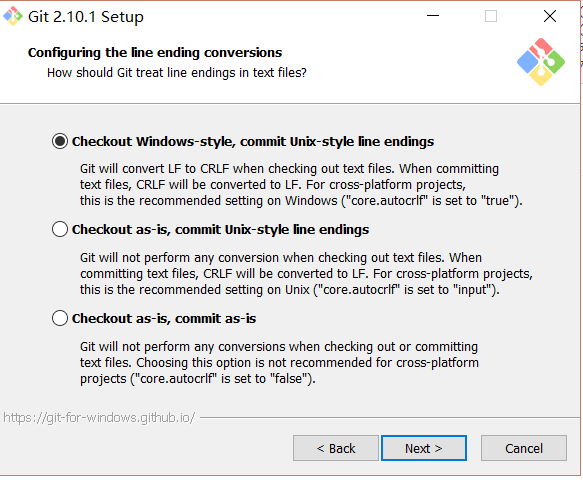 Git 2.10.1 Setup
Configuring the line ending conversions
How should Git treat line endings in text files?
Checkout Windows-style, commit Unix-style line endings
Git will convert LF to CRLF when checking out text files. When committing
text files, CRLF will be converted to LF. For cross-platform projects,
this is the recommended setting on Windows ("core.autocrlf" is set to "true").
Checkout as-is, commit Unix-style line endings
Git will not perform any conversion when checking out text files. When
committing text files, CRLF will be converted to LF. For cross-platform projects,
this is the recommended setting on Unix ("core.autocrlf" is set to "input").
Checkout as-is, commit as-is
Git will not perform any conversions when checking out or committing
text files. Choosing this option is not recommended for cross-platform
projects ("core.autocrlf" is set to "false").
https://git-for-windows.github.io/
< Back Next > Cancel